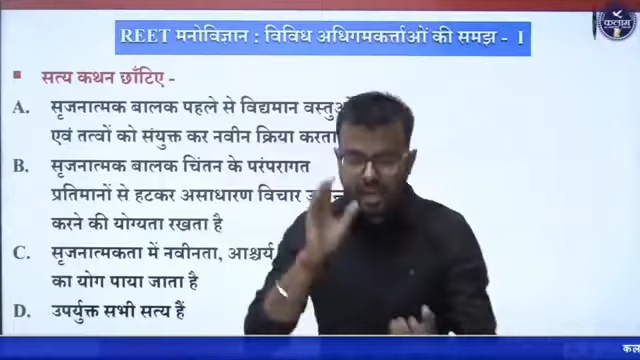 कलाम
REET मनोविज्ञान : विविध अधिगमकर्त्ताओं की समझ - I
सत्य कथन छाँटिए -
A. सृजनात्मक बालक पहले से विद्यमान
एवं तत्वों को संयुक्त कर नवीन क्रिया करता
B. सृजनात्मक बालक चिंतन के परंपरागत
प्रतिमानों से हटकर असाधारण विचार
करने की योग्यता रखता है
C. सृजनात्मकता में नवीनता, आश्चर्य
का योग पाया जाता है
D. उपर्युक्त सभी सत्य हैं